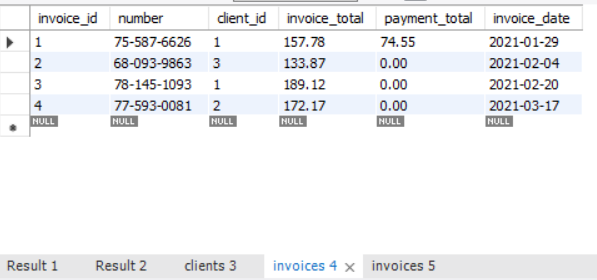 invoice_id number client_id invoice_total payment_total invoice_date
1 75-587-6626 1 157.78 74.55 2021-01-29
2 68-093-9863 3 133.87 0.00 2021-02-04
3 78-145-1093 1 189.12 0.00 2021-02-20
4 77-593-0081 2 172.17 0.00 2021-03-17
NULL NULL NULL NULL NULL NULL
Result 1 Result 2 clients 3 invoices 4 invoices 5